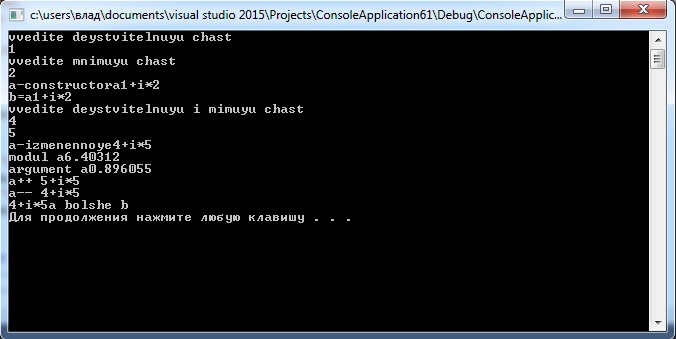 c:\users\влад\documents\visual studio 2015\Projects\ConsoleApplication61\Debug\ConsoleApplic...
vvedite deystvitelnuyu chast
1
vvedite mnimuyu chast
2
a-constructora1+i*2
b=a1+i*2
vvedite deystvitelnuyu i mimuyu chast
4
5
a-izmenennoye4+i*5
modul a6.40312
argument a0.896055
a++ 5+i*5
a-- 4+i*5
4+i*5a bolshe b
Для продолжения нажмите любую клавишу . . .